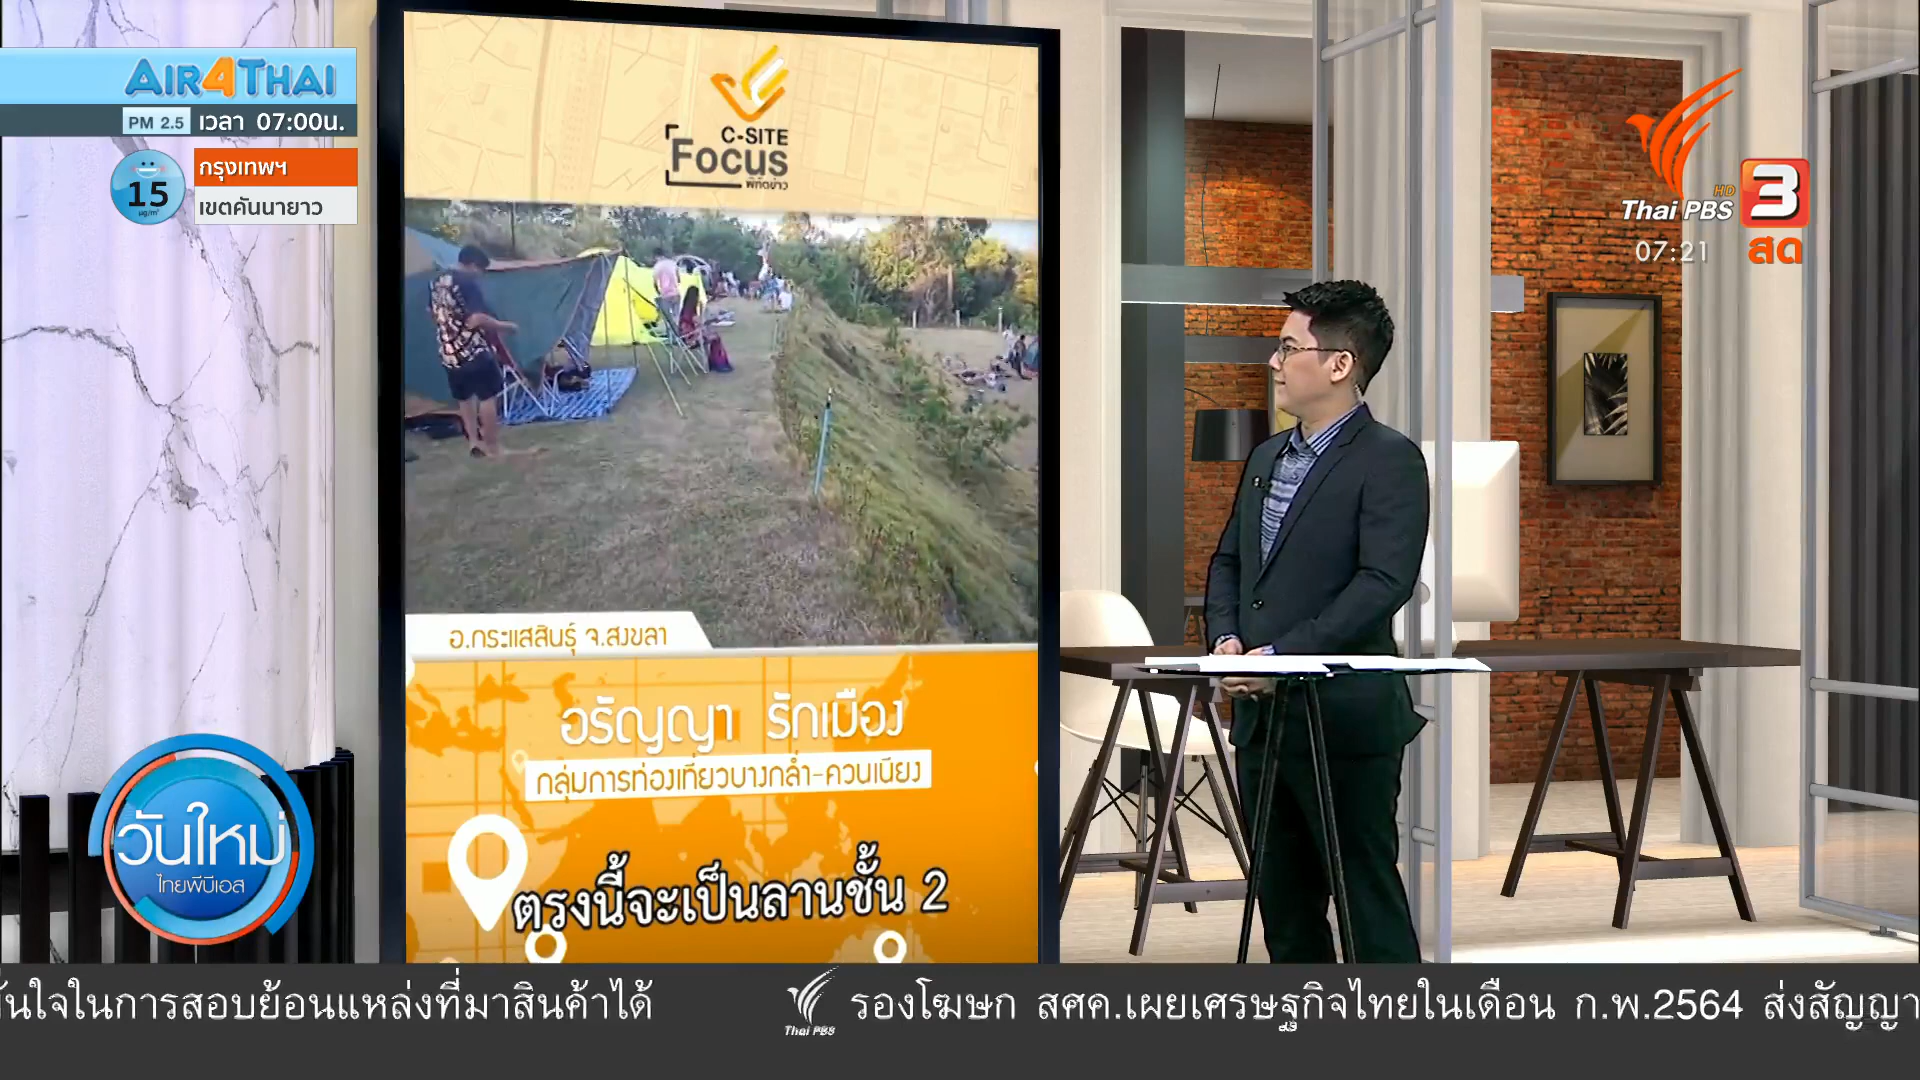 AIR4THAI
PM 2.5 เวลา 07:00น.
15
ug/m³
กรุงเทพฯ
เขตคันนายาว
C-SITE
Focus
พิกัดข่าว
HD
Thai PBS 3
07:21 สด
อ.กระแสสินธุ์ จ.สงขลา
อรัญญา รักเมือง
กลุ่มการท่องเที่ยวบางกล่ำ-ควนเนียง
ตรงนี้จะเป็นลานชั้น 2
วันใหม่
ไทยพีบีเอส
ในการสอบย้อนแหล่งที่มาสินค้าได้
Thai PBS
รองโฆษก สศค.เผยเศรษฐกิจไทยในเดือน ก.พ.2564 ส่งสัญญา